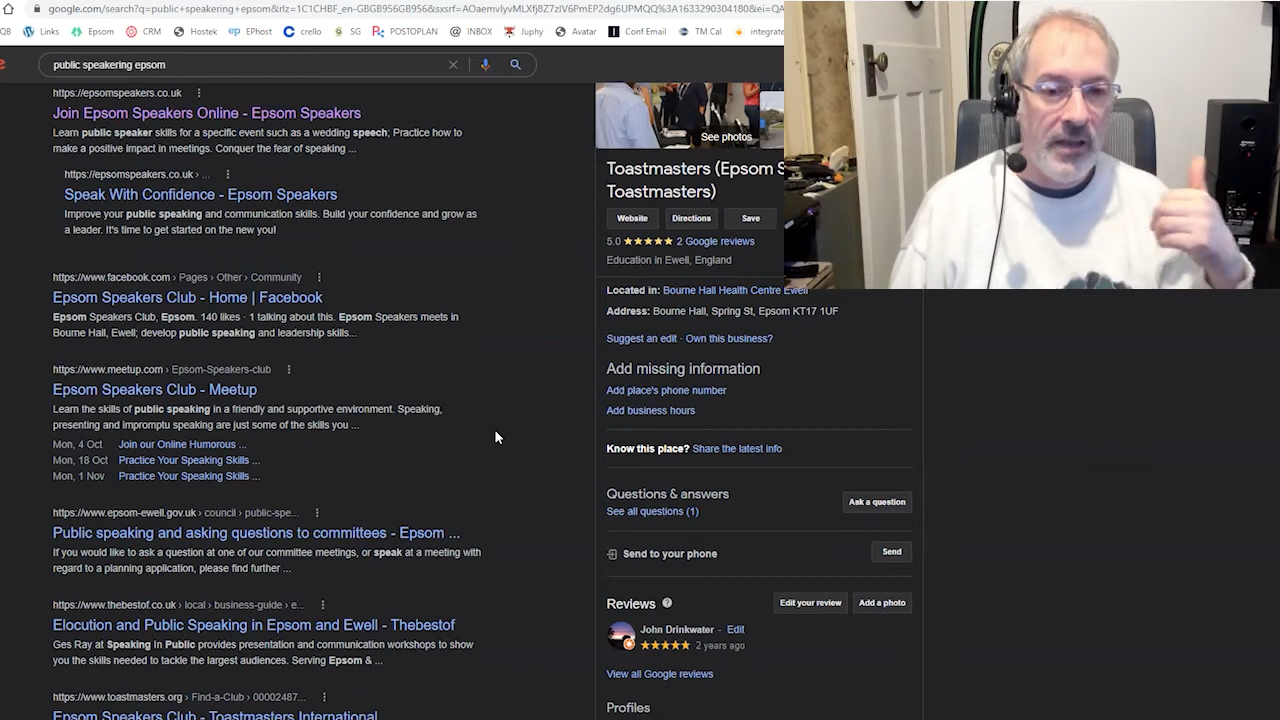 google.com/search?q=public+speakering+epsom&rlz=1C1CHBF_en-GBGB956GB956&sxsrf=AOaemvIyvMLXfj8Z7zIV6PmEP2dg6UPMQQ%3A1633290304180&ei=QA
QB Links Epsom CRM Hostek EPhost crello SG POSTOPLAN INBOX Juphy Avatar Conf Email TM Cal integrate
public speakering epsom
https://epsomspeakers.co.uk
Join Epsom Speakers Online - Epsom Speakers
Learn public speaker skills for a specific event such as a wedding speech; Practice how to
make a positive impact in meetings. Conquer the fear of speaking ...
https://epsomspeakers.co.uk › ...
Speak With Confidence - Epsom Speakers
Improve your public speaking and communication skills. Build your confidence and grow as
a leader. It's time to get started on the new you!
https://www.facebook.com › Pages › Other › Community
Epsom Speakers Club - Home | Facebook
Epsom Speakers Club, Epsom. 140 likes · 1 talking about this. Epsom Speakers meets in
Bourne Hall, Ewell; develop public speaking and leadership skills...
https://www.meetup.com › Epsom-Speakers-club
Epsom Speakers Club - Meetup
Learn the skills of public speaking in a friendly and supportive environment. Speaking,
presenting and impromptu speaking are just some of the skills you ...
Mon, 4 Oct Join our Online Humorous ...
Mon, 18 Oct Practice Your Speaking Skills ...
Mon, 1 Nov Practice Your Speaking Skills ...
https://www.epsom-ewell.gov.uk › council › public-spe...
Public speaking and asking questions to committees - Epsom ...
If you would like to ask a question at one of our committee meetings, or speak at a meeting with
regard to a planning application, please find further ...
https://www.thebestof.co.uk › local › business-guide › e...
Elocution and Public Speaking in Epsom and Ewell - Thebestof
Ges Ray at Speaking In Public provides presentation and communication workshops to show
you the skills needed to tackle the largest audiences. Serving Epsom & ...
https://www.toastmasters.org › Find-a-Club › 00002487...
Epsom Speakers Club - Toastmasters International
See photos
Toastmasters (Epsom S
Toastmasters)
Website Directions Save
5.0 2 Google reviews
Education in Ewell, England
Located in: Bourne Hall Health Centre Ewell
Address: Bourne Hall, Spring St, Epsom KT17 1UF
Suggest an edit · Own this business?
Add missing information
Add place's phone number
Add business hours
Know this place? Share the latest info
Questions & answers
See all questions (1)
Ask a question
Send to your phone
Send
Reviews
Edit your review Add a photo
John Drinkwater - Edit
2 years ago
View all Google reviews
Profiles